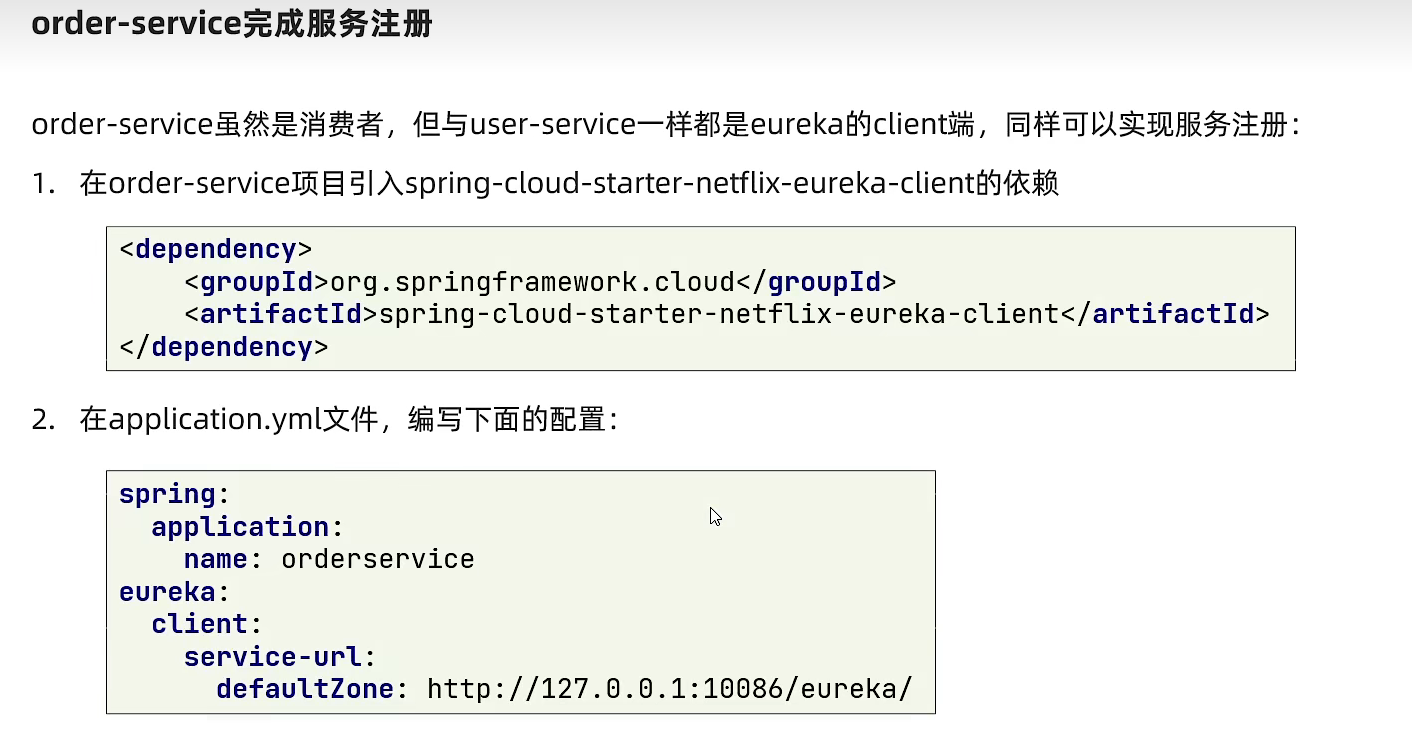 order-service完成服务注册
order-service虽然是消费者，但与user-service一样都是eureka的client端，同样可以实现服务注册：
1. 在order-service项目引入spring-cloud-starter-netflix-eureka-client的依赖
<dependency>
    <groupId>org.springframework.cloud</groupId>
    <artifactId>spring-cloud-starter-netflix-eureka-client</artifactId>
</dependency>
2. 在application.yml文件，编写下面的配置：
spring:
  application:
    name: orderservice
eureka:
  client:
    service-url:
      defaultZone: http://127.0.0.1:10086/eureka/